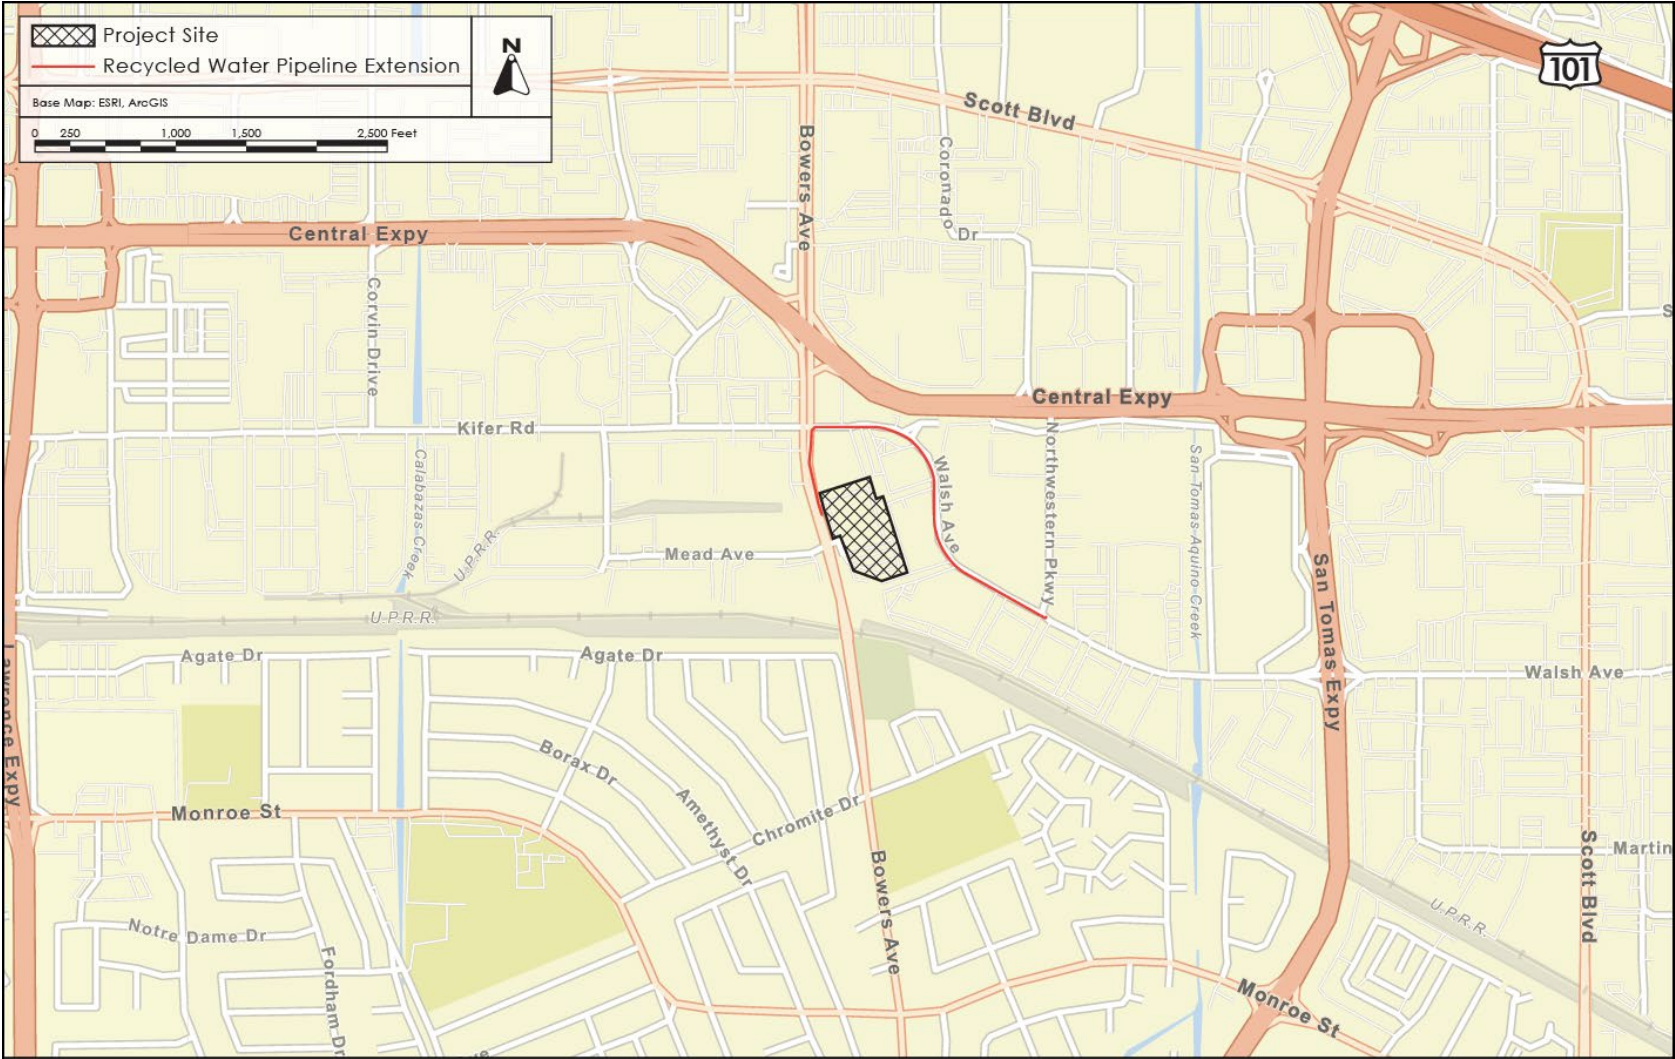 Project Site
Recycled Water Pipeline Extension
N
Base Map: ESRI, ArcGIS
0 250 1,000 1,500 2,500 Feet
101
Scott Blvd
Bowers Ave
Coronado Dr
Central Expy
Corvin Drive
Central Expy
Kifer Rd
Calabazas Creek
U.P.R.R.
Walsh Ave
Northwestern Pkwy
San Tomas Aquino Creek
Mead Ave
San Tomas Expy
U.P.R.R.
Agate Dr
Agate Dr
Walsh Ave
Lawrence Expy
Borax Dr
Amethyst Dr
Chromite Dr
Monroe St
Bowers Ave
Scott Blvd
Martin
U.P.R.R.
Notre Dame Dr
Fordham Dr
Monroe St